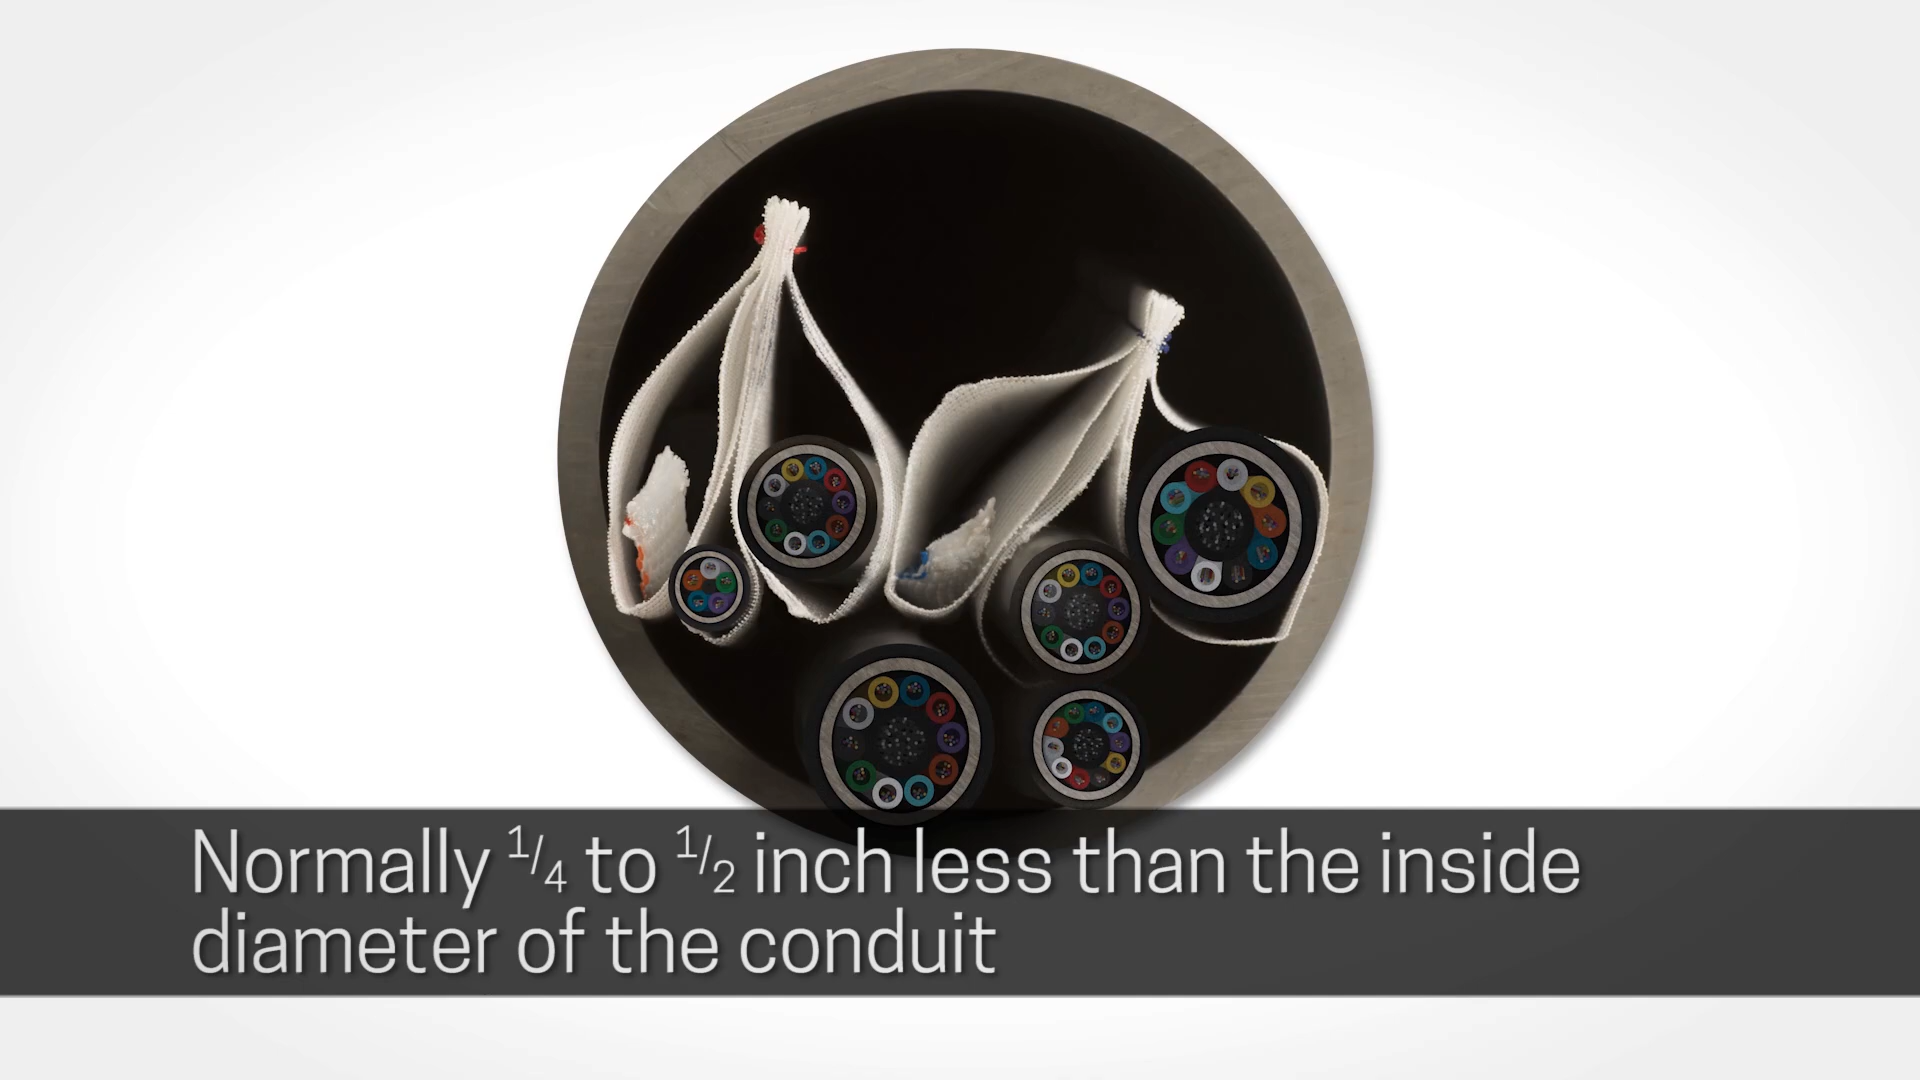 Normally 1/4 to 1/2 inch less than the inside
diameter of the conduit